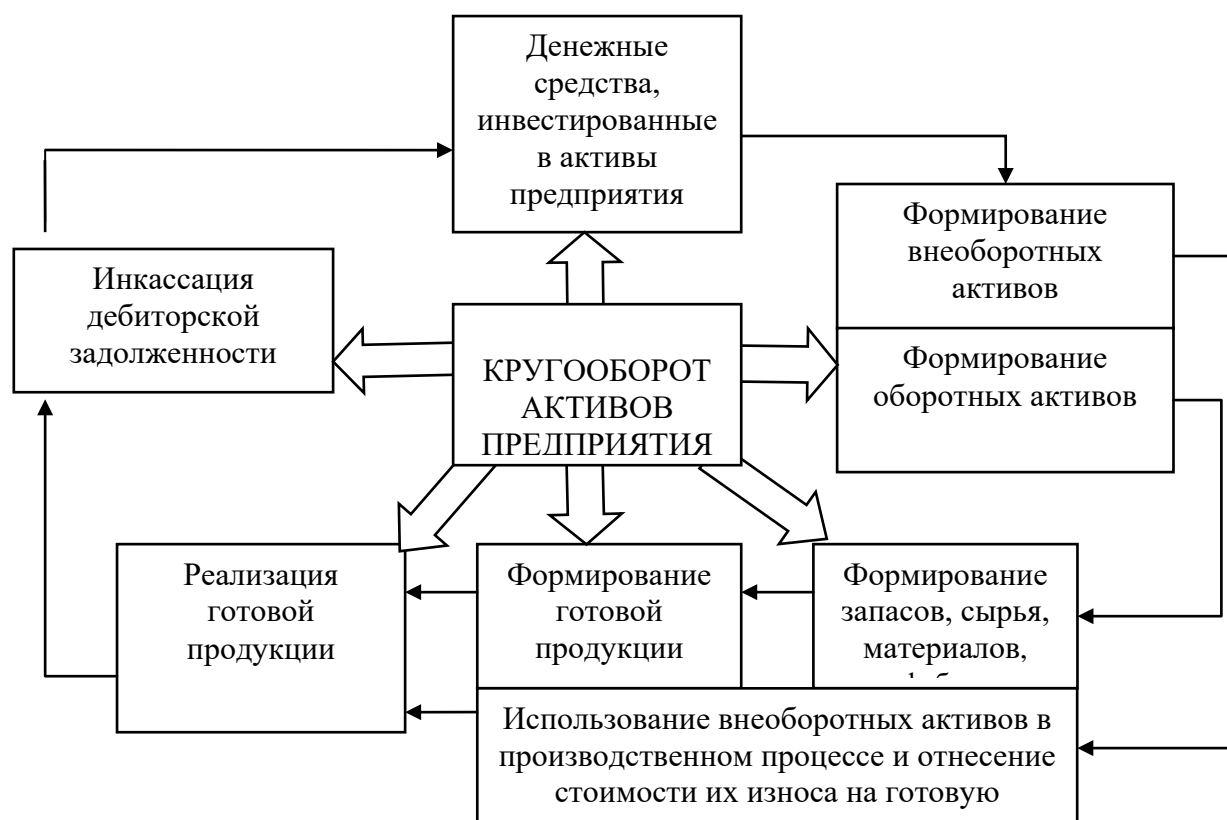 Денежные
средства,
инвестированные
в активы
предприятия
Формирование
внеоборотных
активов
Инкассация
дебиторской
задолженности
КРУГООБОРОТ
АКТИВОВ
ПРЕДПРИЯТИЯ
Формирование
оборотных активов
Реализация
готовой
продукции
Формирование
готовой
продукции
Формирование
запасов, сырья,
материалов,
Использование внеоборотных активов в
производственном процессе и отнесение
стоимости их износа на готовую